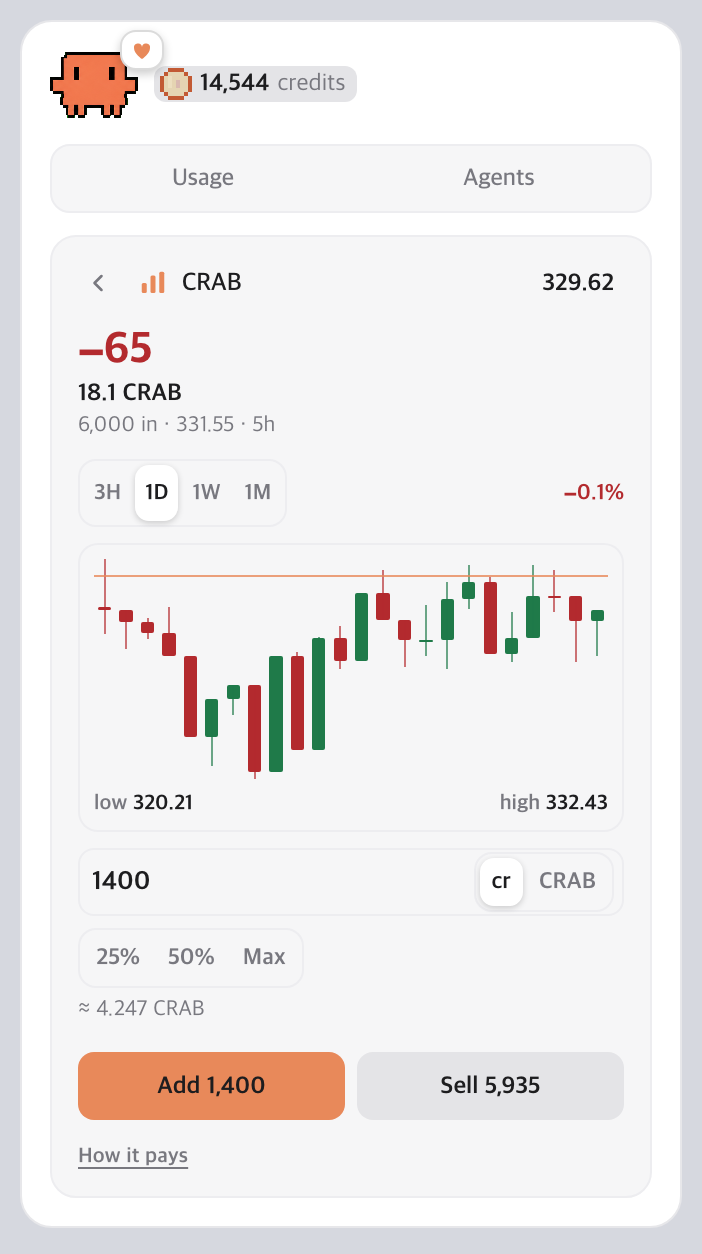 14,544 credits
Usage Agents
CRAB 329.62
–65
18.1 CRAB
6,000 in · 331.55 · 5h
3H 1D 1W 1M –0.1%
low 320.21 high 332.43
1400 cr CRAB
25% 50% Max
≈ 4.247 CRAB
Add 1,400 Sell 5,935
How it pays